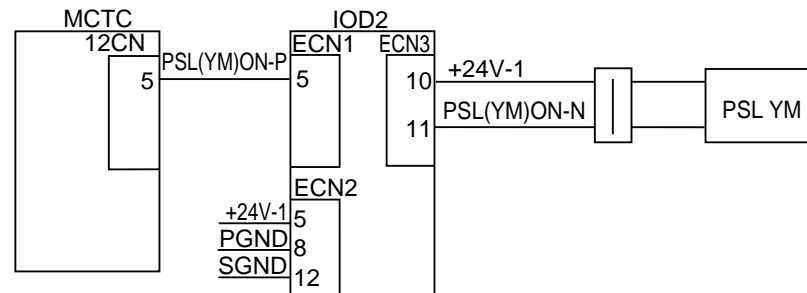 MCTC IOD2
12CN ECN1 ECN3
PSL(YM)ON-P +24V-1
5 5 10
PSL(YM)ON-N PSL YM
11
ECN2
+24V-1 5
PGND 8
SGND 12